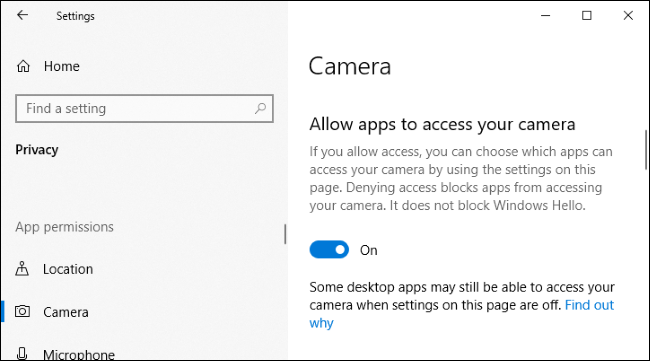 Settings
Home
Find a setting
Privacy
App permissions
Location
Camera
Microphone
Camera
Allow apps to access your camera
If you allow access, you can choose which apps can
access your camera by using the settings on this
page. Denying access blocks apps from accessing
your camera. It does not block Windows Hello.
On
Some desktop apps may still be able to access your
camera when settings on this page are off. Find out
why